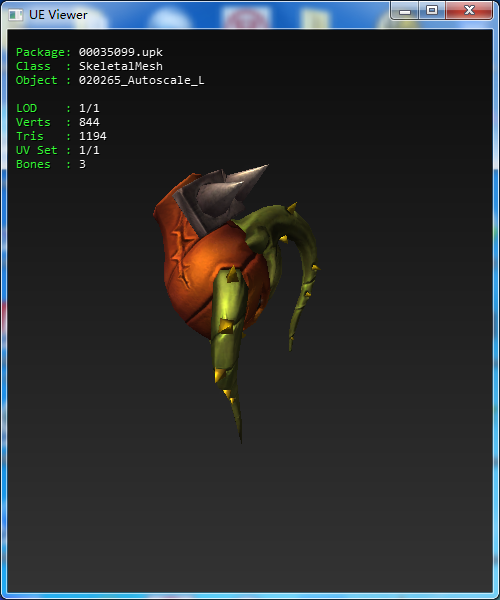 UE Viewer
Package: 00035099.upk
Class : SkeletalMesh
Object : 020265_Autoscale_L
LOD : 1/1
Verts : 844
Tris : 1194
UV Set : 1/1
Bones : 3